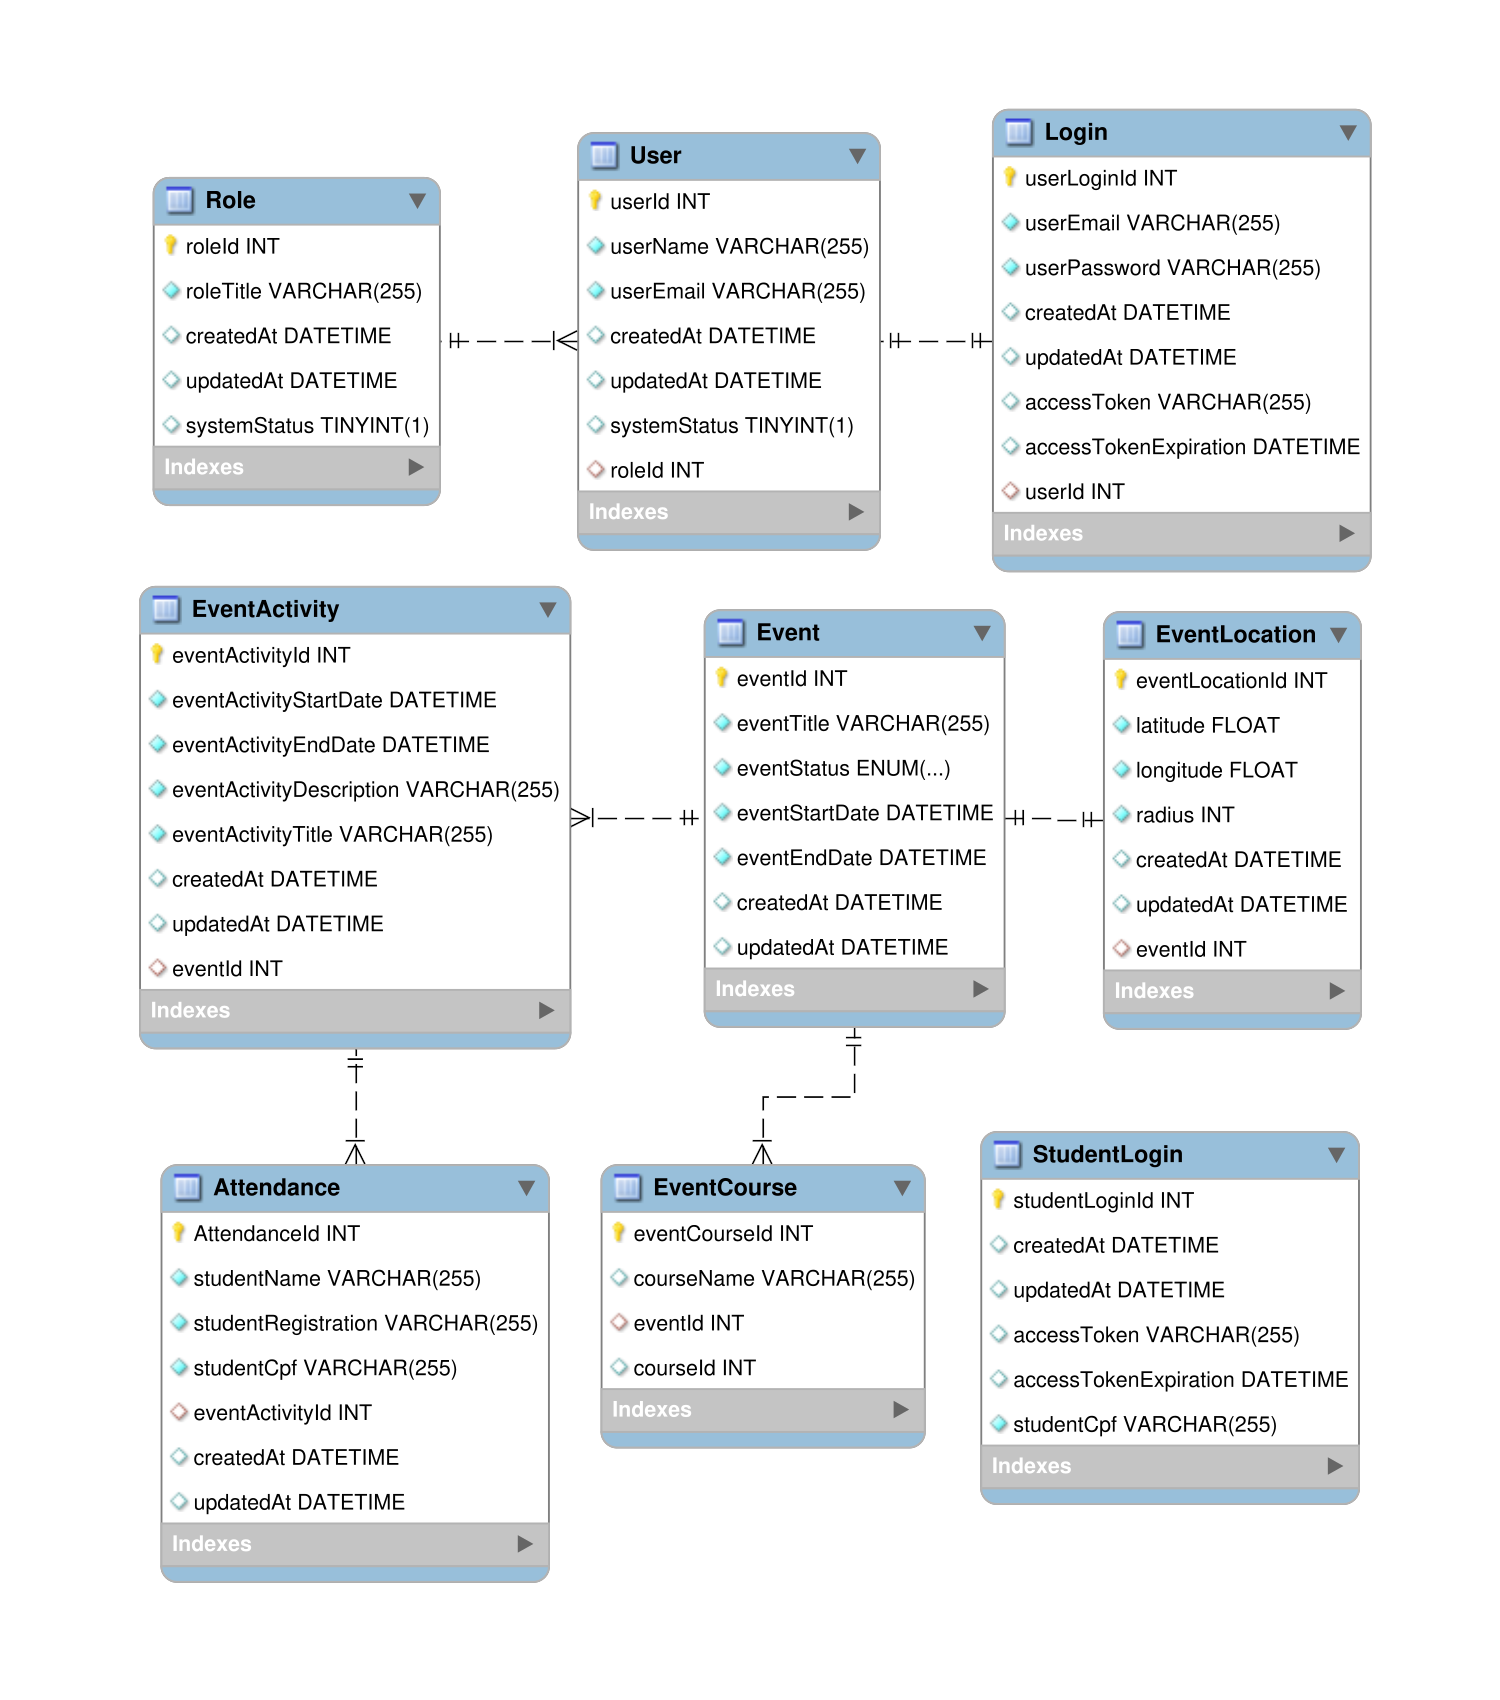 Role
roleId INT
roleTitle VARCHAR(255)
createdAt DATETIME
updatedAt DATETIME
systemStatus TINYINT(1)
Indexes
User
userId INT
userName VARCHAR(255)
userEmail VARCHAR(255)
createdAt DATETIME
updatedAt DATETIME
systemStatus TINYINT(1)
roleId INT
Indexes
Login
userLoginId INT
userEmail VARCHAR(255)
userPassword VARCHAR(255)
createdAt DATETIME
updatedAt DATETIME
accessToken VARCHAR(255)
accessTokenExpiration DATETIME
userId INT
Indexes
EventActivity
eventActivityId INT
eventActivityStartDate DATETIME
eventActivityEndDate DATETIME
eventActivityDescription VARCHAR(255)
eventActivityTitle VARCHAR(255)
createdAt DATETIME
updatedAt DATETIME
eventId INT
Indexes
Event
eventId INT
eventTitle VARCHAR(255)
eventStatus ENUM(...)
eventStartDate DATETIME
eventEndDate DATETIME
createdAt DATETIME
updatedAt DATETIME
Indexes
EventLocation
eventLocationId INT
latitude FLOAT
longitude FLOAT
radius INT
createdAt DATETIME
updatedAt DATETIME
eventId INT
Indexes
Attendance
AttendanceId INT
studentName VARCHAR(255)
studentRegistration VARCHAR(255)
studentCpf VARCHAR(255)
eventActivityId INT
createdAt DATETIME
updatedAt DATETIME
Indexes
EventCourse
eventCourseId INT
courseName VARCHAR(255)
eventId INT
courseId INT
Indexes
StudentLogin
studentLoginId INT
createdAt DATETIME
updatedAt DATETIME
accessToken VARCHAR(255)
accessTokenExpiration DATETIME
studentCpf VARCHAR(255)
Indexes